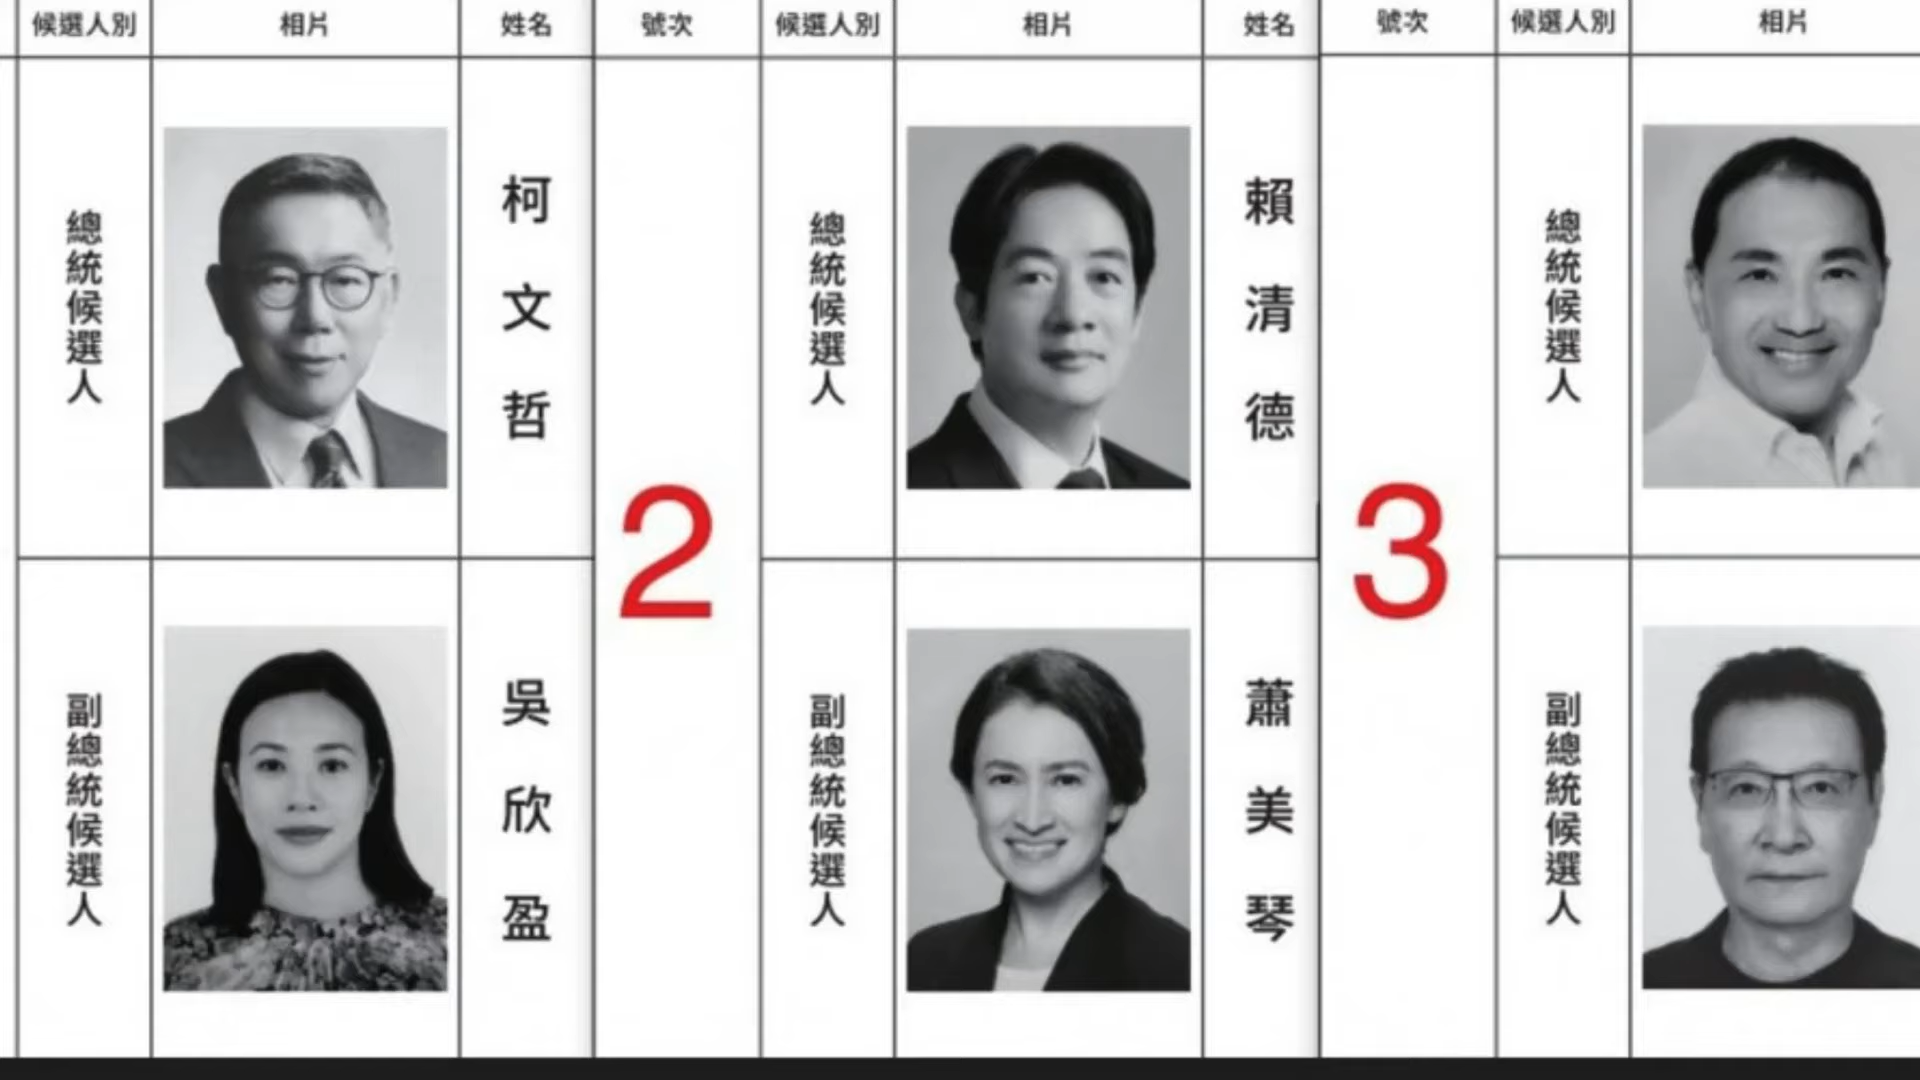 候選人別 相片 姓名 號次 候選人別 相片 姓名 號次 候選人別 相片
總統候選人
柯文哲
副總統候選人
吳欣盈
2
總統候選人
賴清德
副總統候選人
蕭美琴
3
總統候選人
副總統候選人